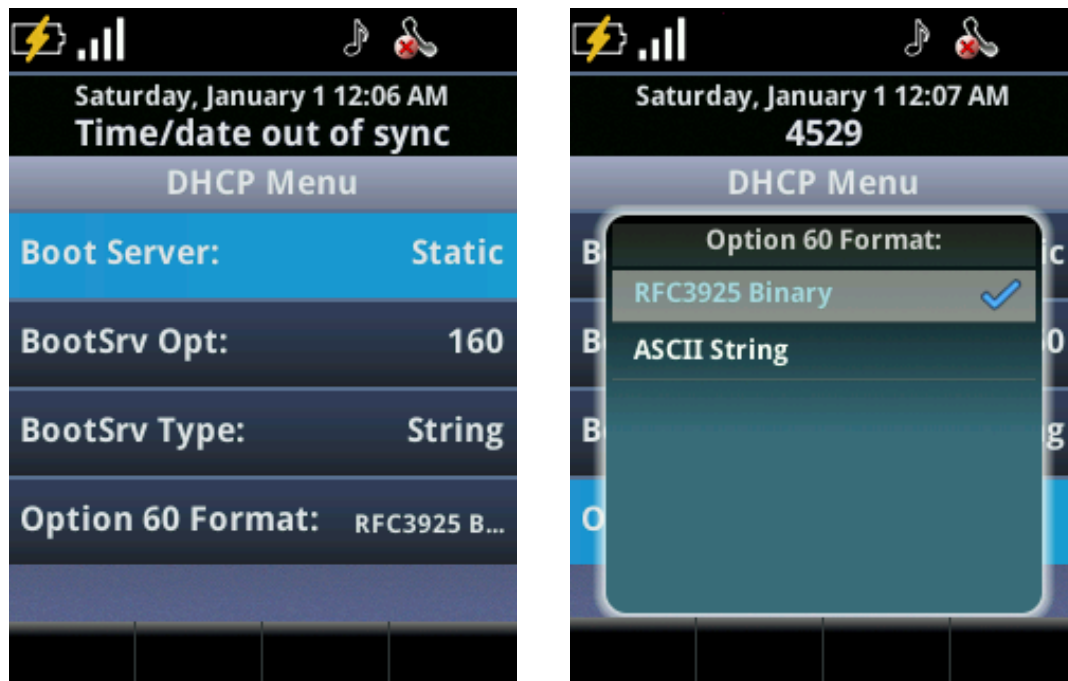 Saturday, January 1 12:06 AM
Time/date out of sync
DHCP Menu
Boot Server: Static
BootSrv Opt: 160
BootSrv Type: String
Option 60 Format: RFC3925 B...
Saturday, January 1 12:07 AM
4529
DHCP Menu
Option 60 Format:
RFC3925 Binary
ASCII String